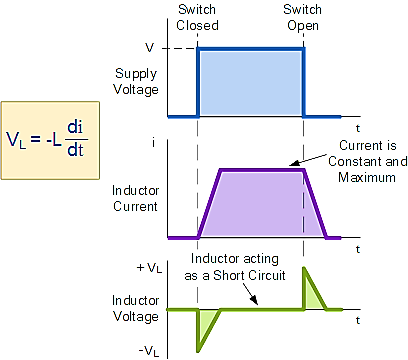 Switch
Closed
Switch
Open
V
Supply
Voltage
t
V_L = -L di/dt
i
Current is
Constant and
Maximum
Inductor
Current
t
+V_L
Inductor acting
as a Short Circuit
Inductor
Voltage
t
-V_L